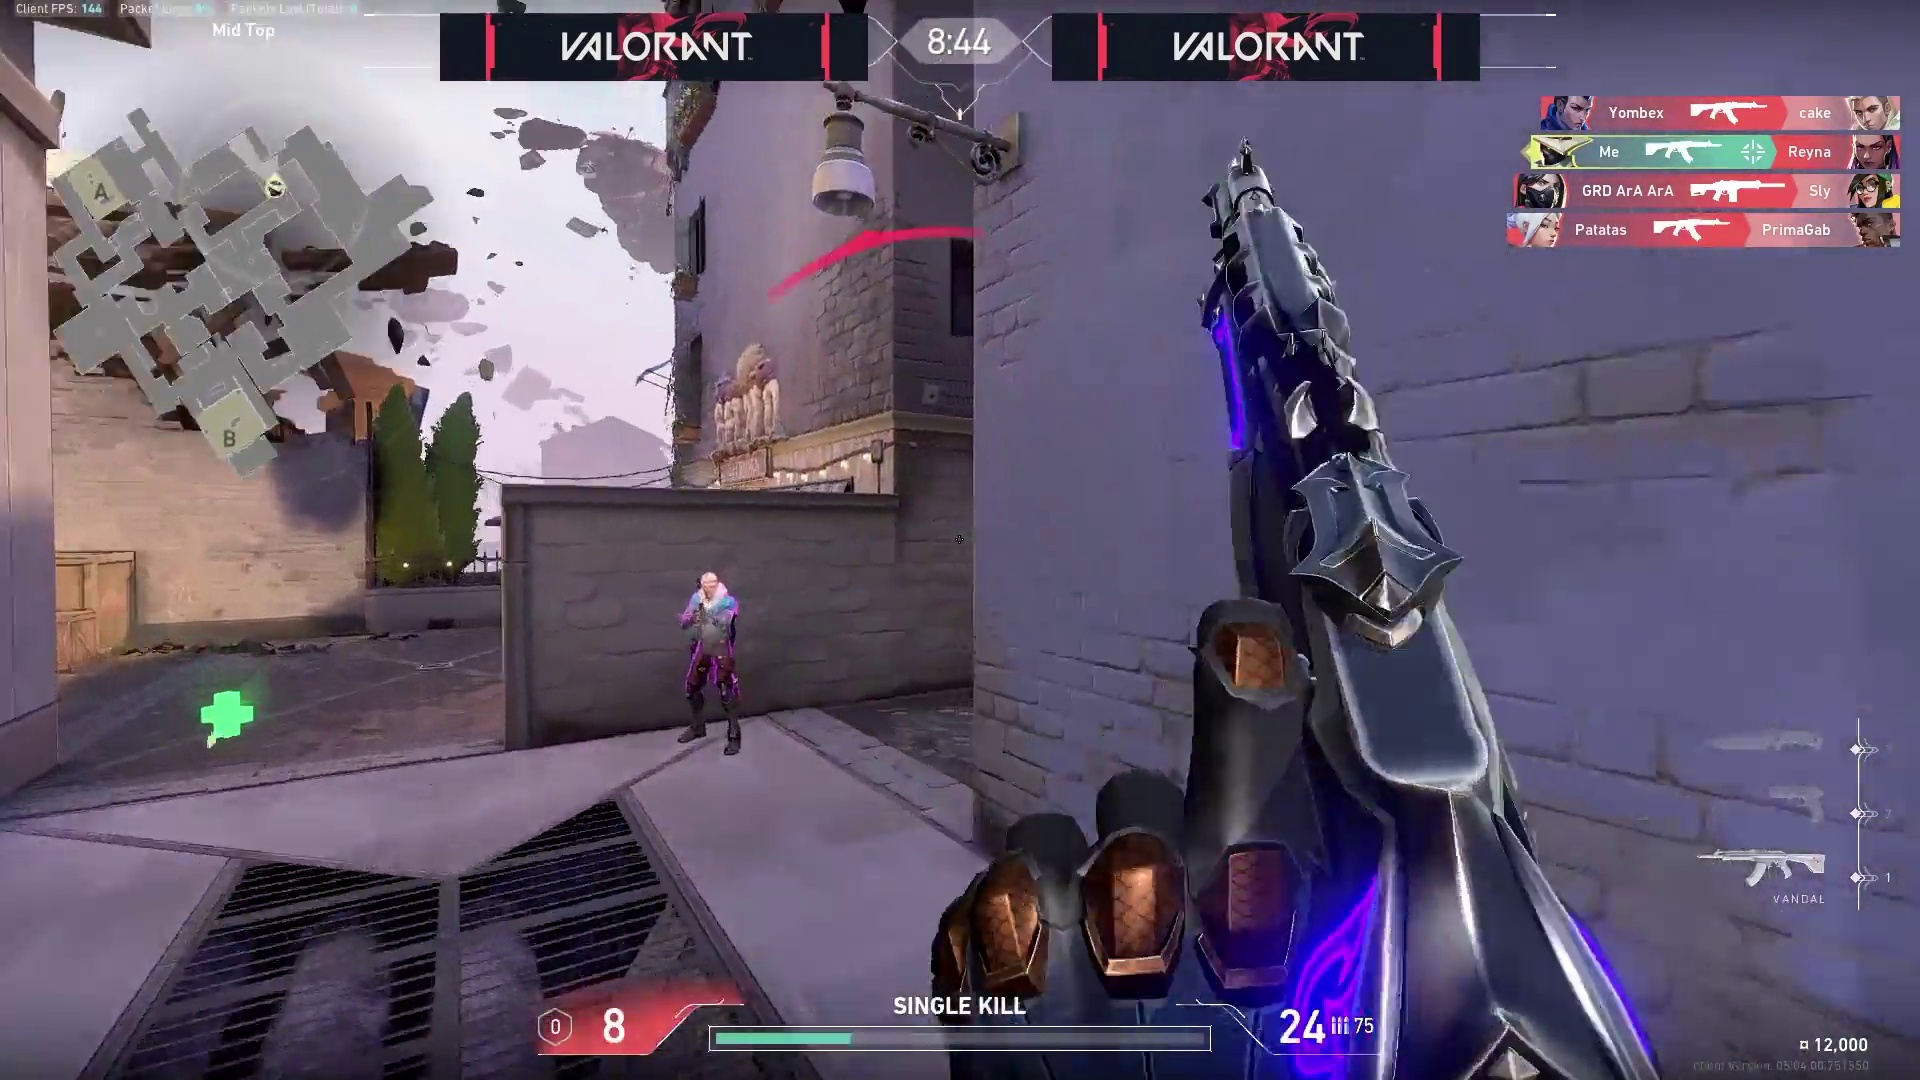 Client FPS: 144
Mid Top
VALORANT
8:44
VALORANT
A
B
Yombex cake
Me Reyna
GRD ArA ArA Sly
Patatas PrimaGab
2
1
VANDAL
0
8
SINGLE KILL
24 75
¤ 12,000